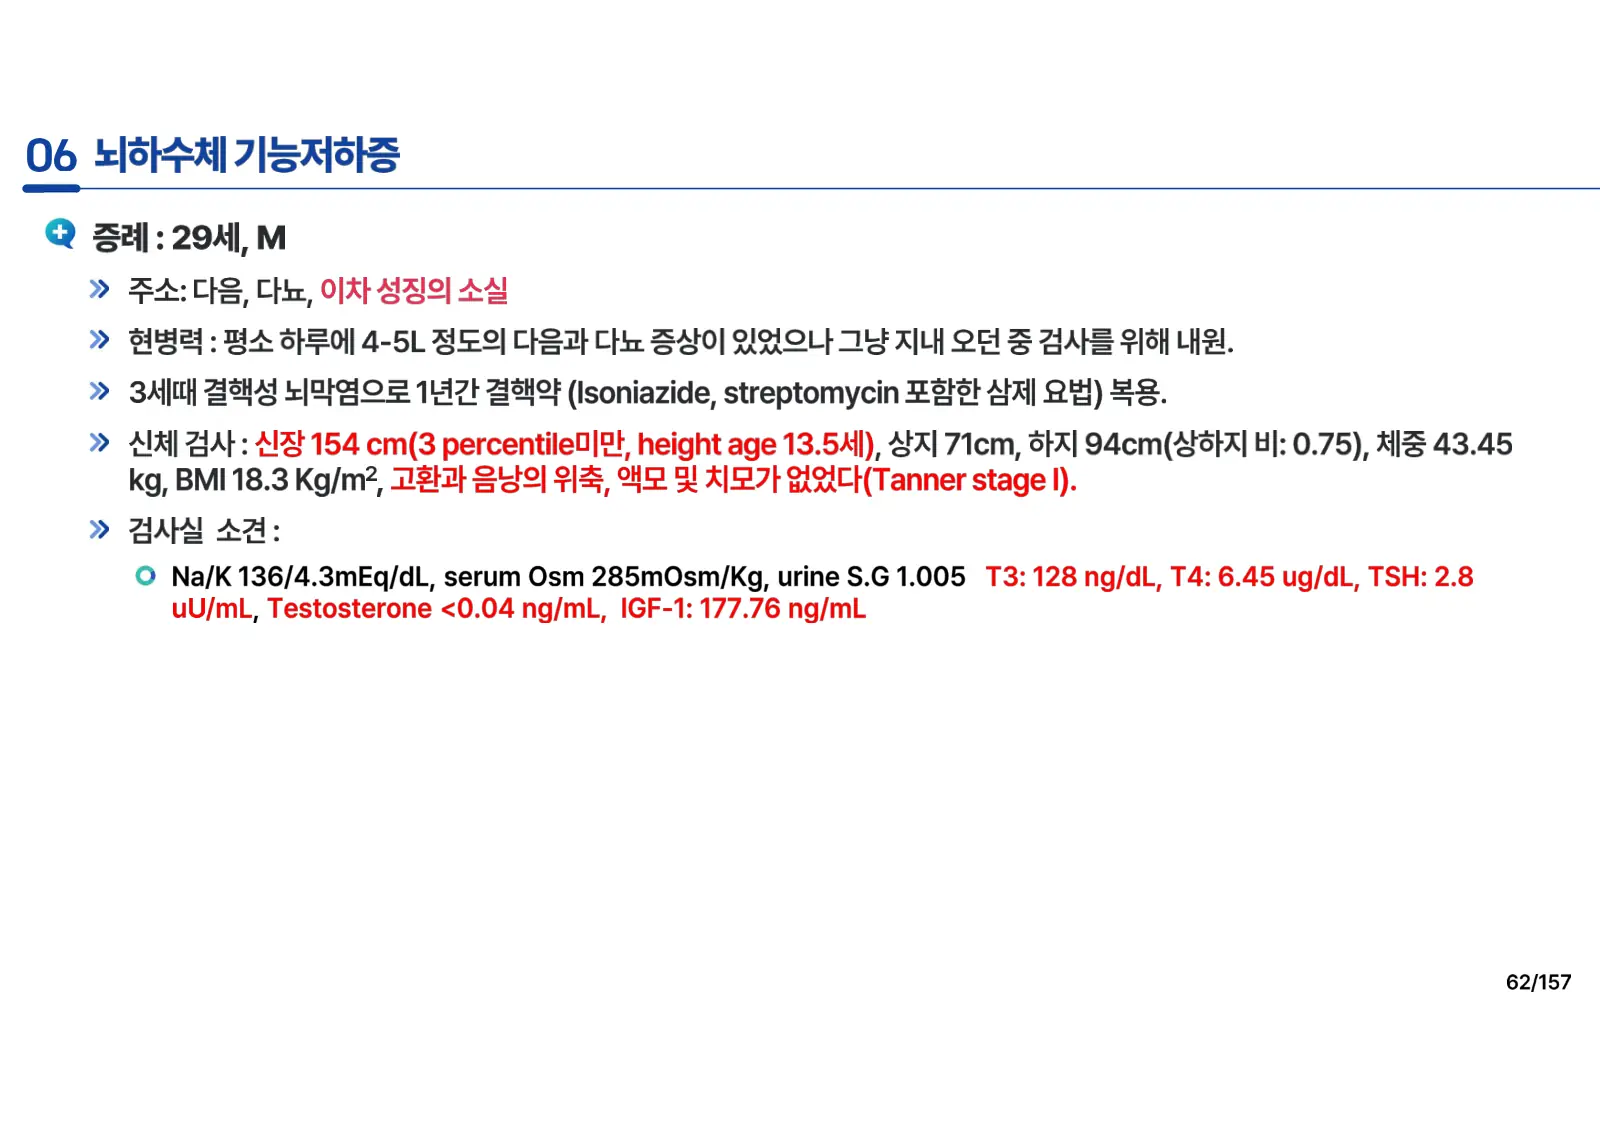 06 뇌하수체 기능저하증
증례 : 29세, M
주소: 다음, 다뇨, 이차 성징의 소실
현병력 : 평소 하루에 4-5L 정도의 다음과 다뇨 증상이 있었으나 그냥 지내 오던 중 검사를 위해 내원.
3세때 결핵성 뇌막염으로 1년간 결핵약 (Isoniazide, streptomycin 포함한 삼제 요법) 복용.
신체 검사 : 신장 154 cm(3 percentile미만, height age 13.5세), 상지 71cm, 하지 94cm(상하지 비: 0.75), 체중 43.45
kg, BMI 18.3 Kg/m², 고환과 음낭의 위축, 액모 및 치모가 없었다(Tanner stage I).
검사실 소견 :
Na/K 136/4.3mEq/dL, serum Osm 285mOsm/Kg, urine S.G 1.005 T3: 128 ng/dL, T4: 6.45 ug/dL, TSH: 2.8
uU/mL, Testosterone <0.04 ng/mL, IGF-1: 177.76 ng/mL
62/157